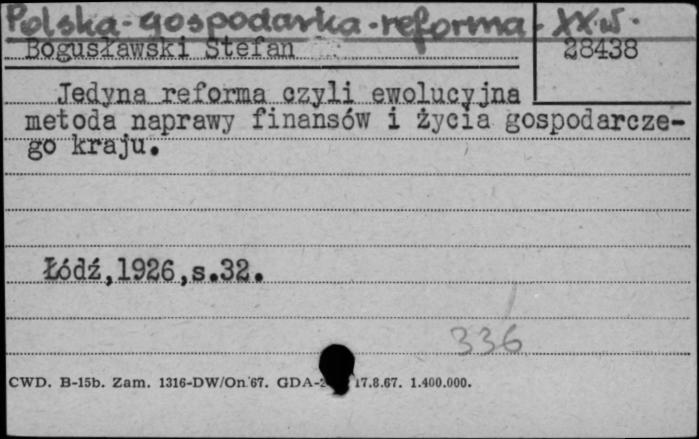 Polska-gospodarka-reforma- XX w.
Bogusławski Stefan
28438
Jedyna reforma czyli ewolucyjna
metoda naprawy finansów i życia gospodarcze-
go kraju.
Łódź,1926,s.32.
336
CWD. B-15b. Zam. 1316-DW/On.67. GDA-2 17.8.67. 1.400.000.